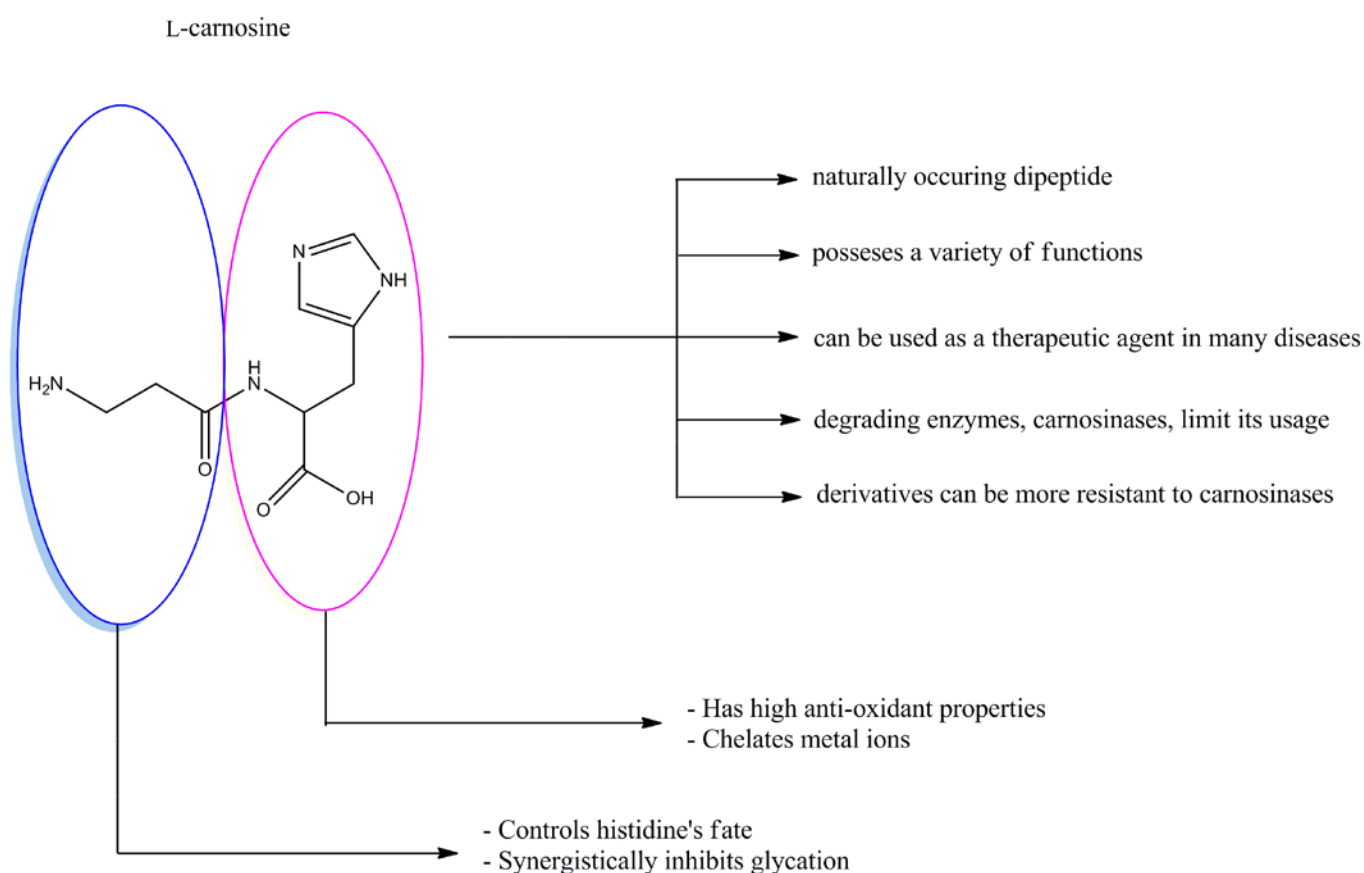 L-carnosine
naturally occuring dipeptide
posseses a variety of functions
can be used as a therapeutic agent in many diseases
degrading enzymes, carnosinases, limit its usage
derivatives can be more resistant to carnosinases
N
NH
H
N
H₂N
O
O
OH
- Has high anti-oxidant properties
- Chelates metal ions
- Controls histidine's fate
- Synergistically inhibits glycation